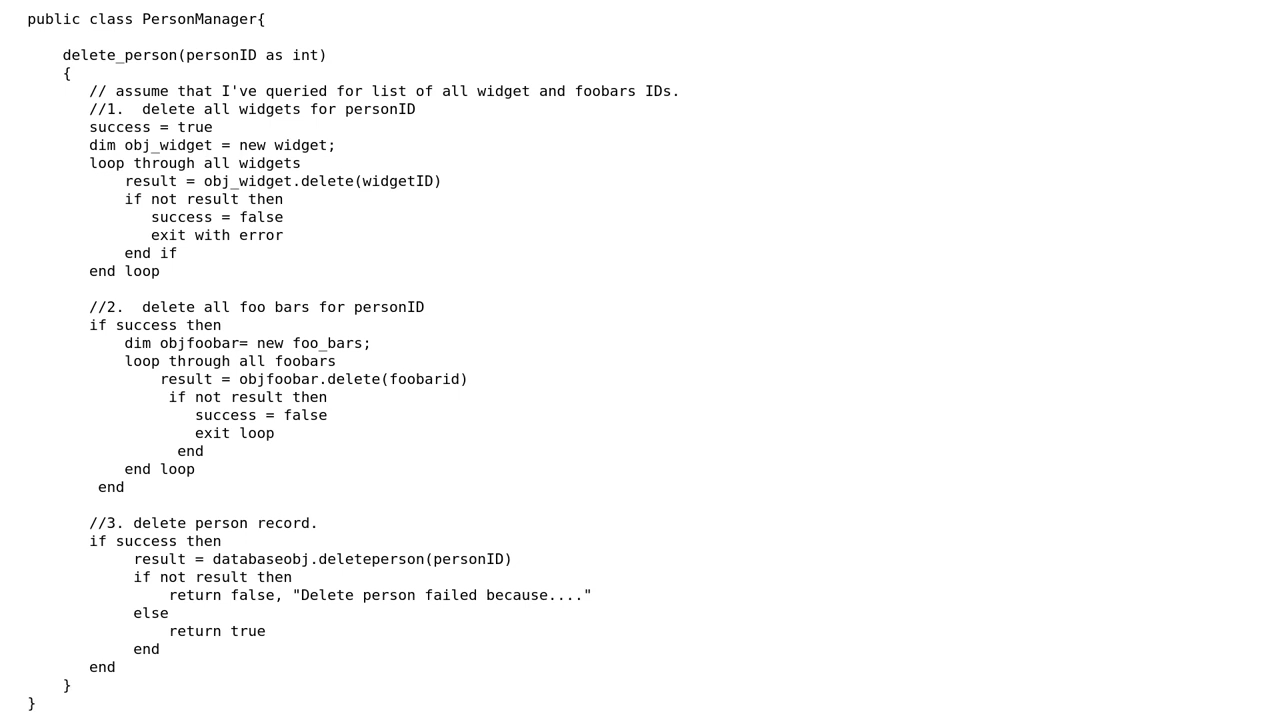 public class PersonManager{

    delete_person(personID as int)
    {
       // assume that I've queried for list of all widget and foobars IDs.
       //1.  delete all widgets for personID
       success = true
       dim obj_widget = new widget;
       loop through all widgets
           result = obj_widget.delete(widgetID)
           if not result then
              success = false
              exit with error
           end if
       end loop

       //2.  delete all foo bars for personID
       if success then
           dim objfoobar= new foo_bars;
           loop through all foobars
               result = objfoobar.delete(foobarid)
                if not result then
                   success = false
                   exit loop
                 end
           end loop
        end

       //3. delete person record.
       if success then
            result = databaseobj.deleteperson(personID)
            if not result then
                return false, "Delete person failed because...."
            else
                return true
            end
       end
    }
}